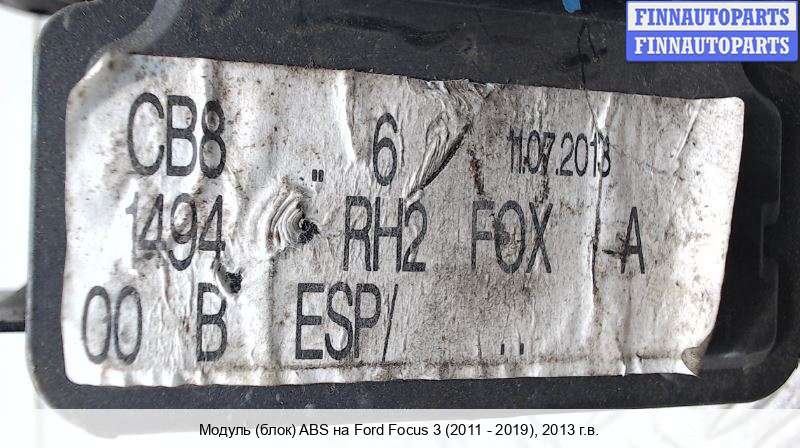 FINNAUTOPARTS
FINNAUTOPARTS
CB8 6 11.07.2013
1494 RH2 FOX A
00 B ESP/
Модуль (блок) ABS на Ford Focus 3 (2011 - 2019), 2013 г.в.